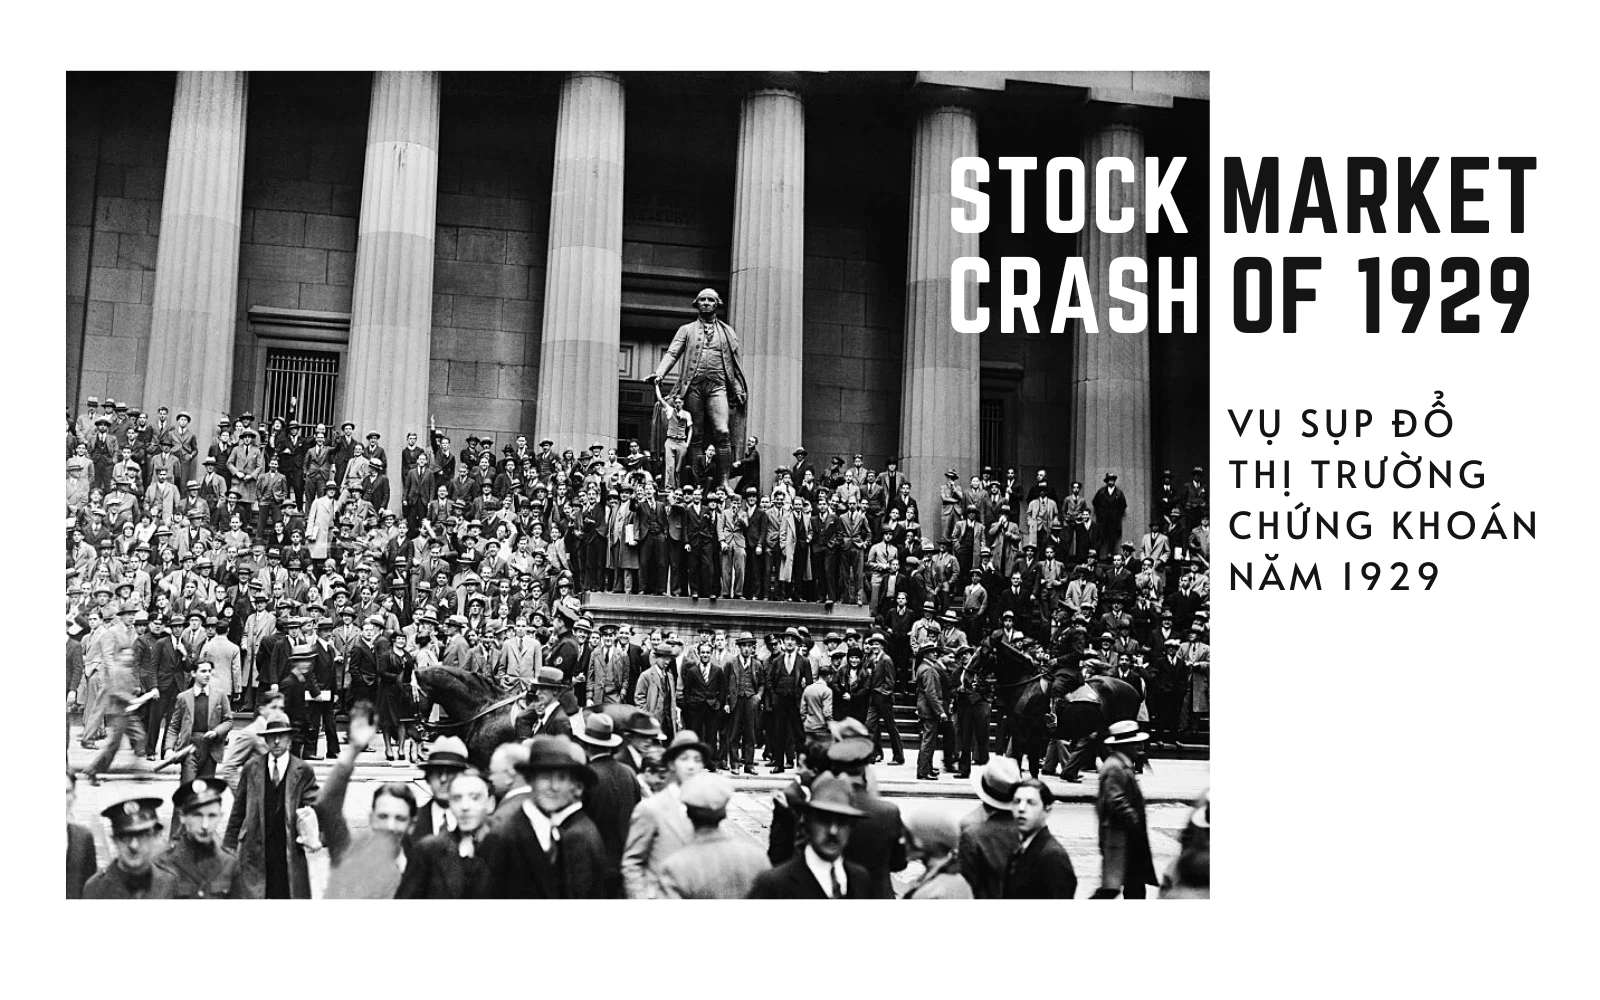 STOCK MARKET
CRASH OF 1929
VỤ SỤP ĐỔ
THỊ TRƯỜNG
CHỨNG KHOÁN
NĂM 1929